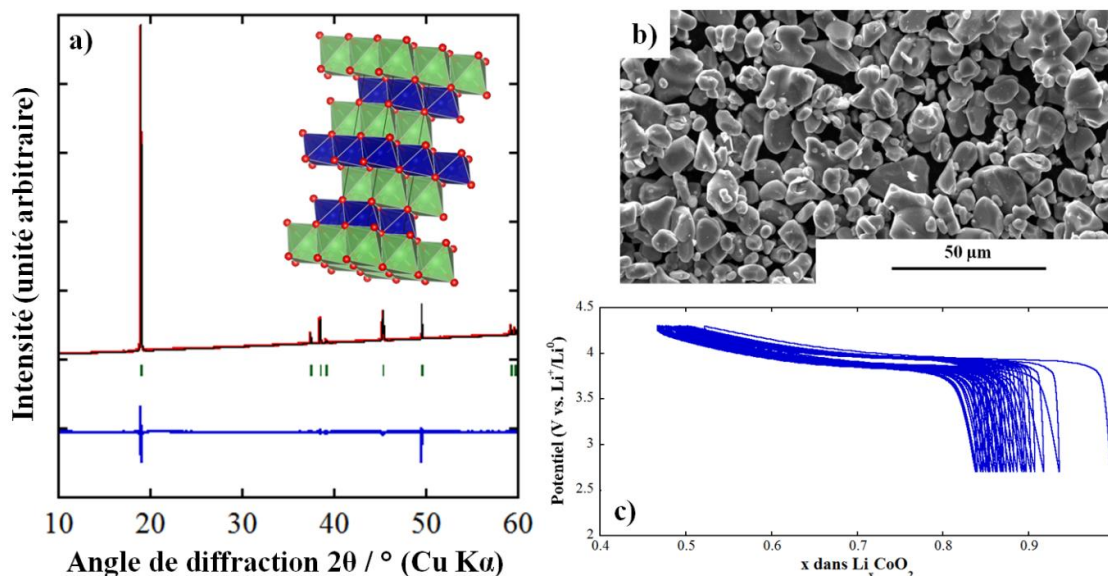 a)
Intensité (unité arbitraire)
10 20 30 40 50 60
Angle de diffraction 2θ / ° (Cu Kα)
b)
50 µm
4.5
4
3.5
3
2.5
2
Potentiel (V vs. Li⁺/Li⁰)
c)
0.4 0.5 0.6 0.7 0.8 0.9
x dans LiₓCoO₂